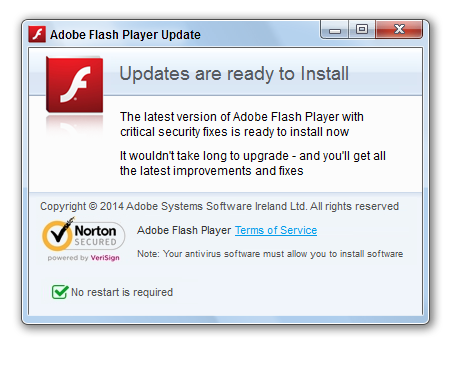 Adobe Flash Player Update
Updates are ready to Install
The latest version of Adobe Flash Player with
critical security fixes is ready to install now
It wouldn't take long to upgrade - and you'll get all
the latest improvements and fixes
Copyright © 2014 Adobe Systems Software Ireland Ltd. All rights reserved
Norton
SECURED
powered by VeriSign
Adobe Flash Player Terms of Service
Note: Your antivirus software must allow you to install software
No restart is required